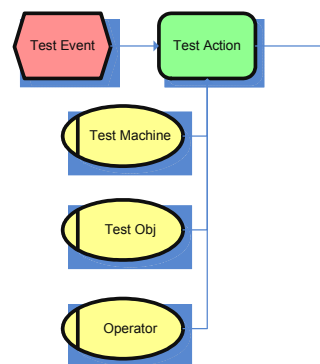 Test Event
Test Action
Test Machine
Test Obj
Operator